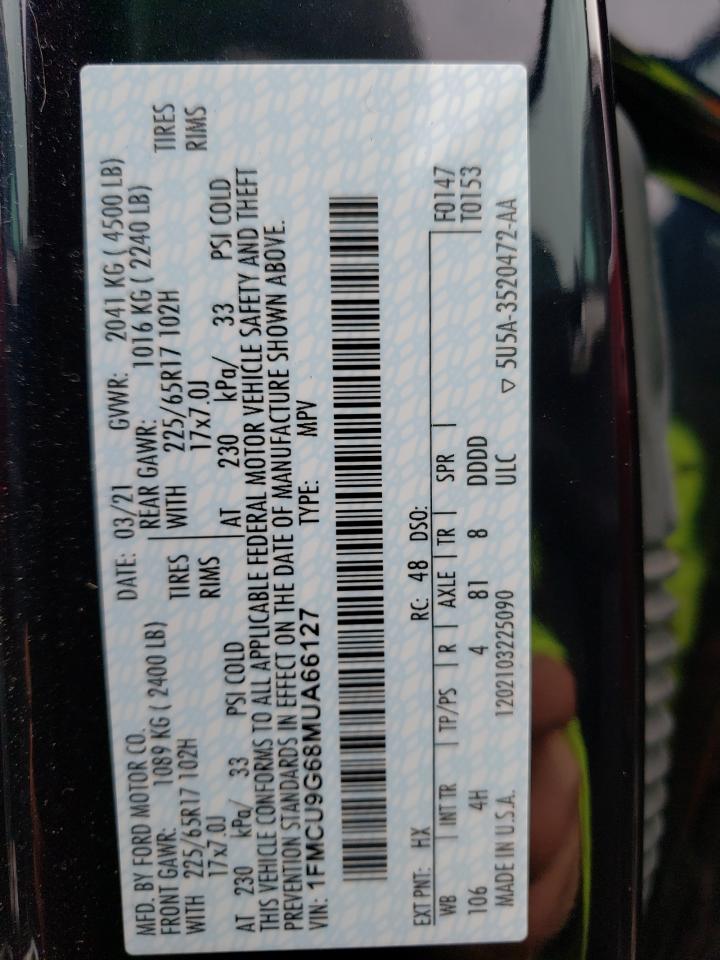 MFD. BY FORD MOTOR CO. DATE: 03/21 GVWR: 2041 KG ( 4500 LB)
FRONT GAWR: 1089 KG ( 2400 LB) REAR GAWR: 1016 KG ( 2240 LB)
WITH 225/65R17 102H TIRES WITH 225/65R17 102H TIRES
17x7.0J RIMS 17x7.0J RIMS
AT 230 kPa/ 33 PSI COLD AT 230 kPa/ 33 PSI COLD
THIS VEHICLE CONFORMS TO ALL APPLICABLE FEDERAL MOTOR VEHICLE SAFETY AND THEFT
PREVENTION STANDARDS IN EFFECT ON THE DATE OF MANUFACTURE SHOWN ABOVE.
VIN: 1FMCU9G68MUA66127 TYPE: MPV
EXT PNT: HX RC: 48 DSO: F0147
WB INT TR TP/PS R AXLE TR SPR T0153
106 4H 4 81 8 DDDD
MADE IN U.S.A. 1202103225090 ULC ▽ 5U5A-3520472-AA